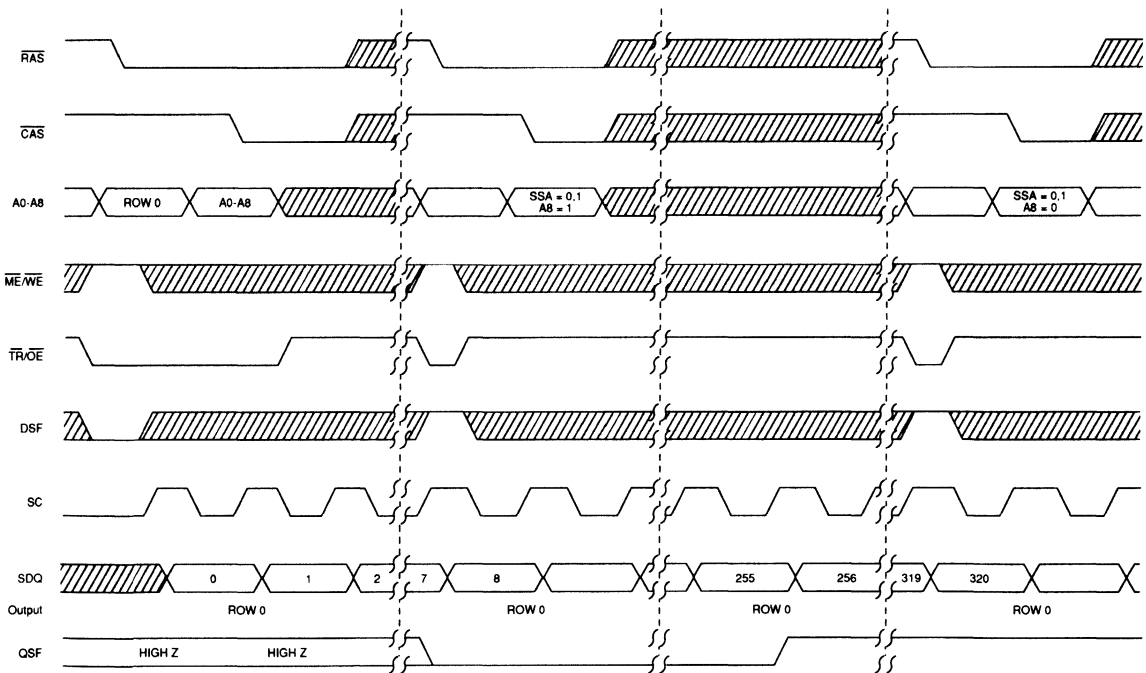 RAS
CAS
A0-A8 ROW 0 A0-A8 SSA = 0,1 SSA = 0,1
A8 = 1 A8 = 0
ME/WE
TR/OE
DSF
SC
SDQ 0 1 2 7 8 255 256 319 320
Output ROW 0 ROW 0 ROW 0 ROW 0
QSF HIGH Z HIGH Z